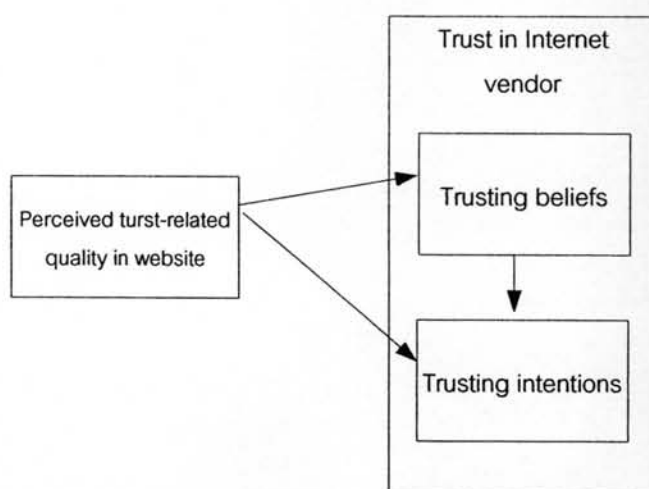 Trust in Internet
vendor
Trusting beliefs
Perceived turst-related
quality in website
Trusting intentions